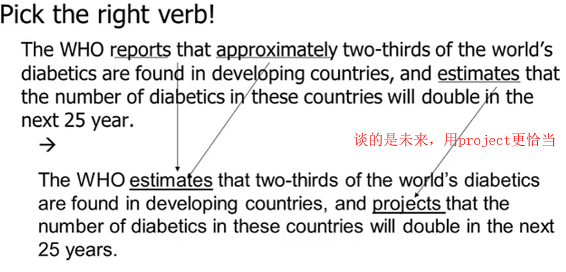 Pick the right verb!
The WHO reports that approximately two-thirds of the world's
diabetics are found in developing countries, and estimates that
the number of diabetics in these countries will double in the
next 25 year.
谈的是未来，用project更恰当
→
The WHO estimates that two-thirds of the world's diabetics
are found in developing countries, and projects that the
number of diabetics in these countries will double in the next
25 years.